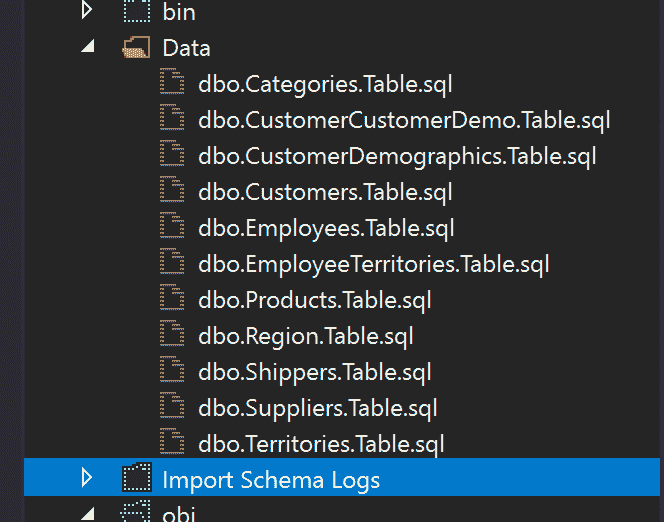 bin
Data
dbo.Categories.Table.sql
dbo.CustomerCustomerDemo.Table.sql
dbo.CustomerDemographics.Table.sql
dbo.Customers.Table.sql
dbo.Employees.Table.sql
dbo.EmployeeTerritories.Table.sql
dbo.Products.Table.sql
dbo.Region.Table.sql
dbo.Shippers.Table.sql
dbo.Suppliers.Table.sql
dbo.Territories.Table.sql
Import Schema Logs
obj